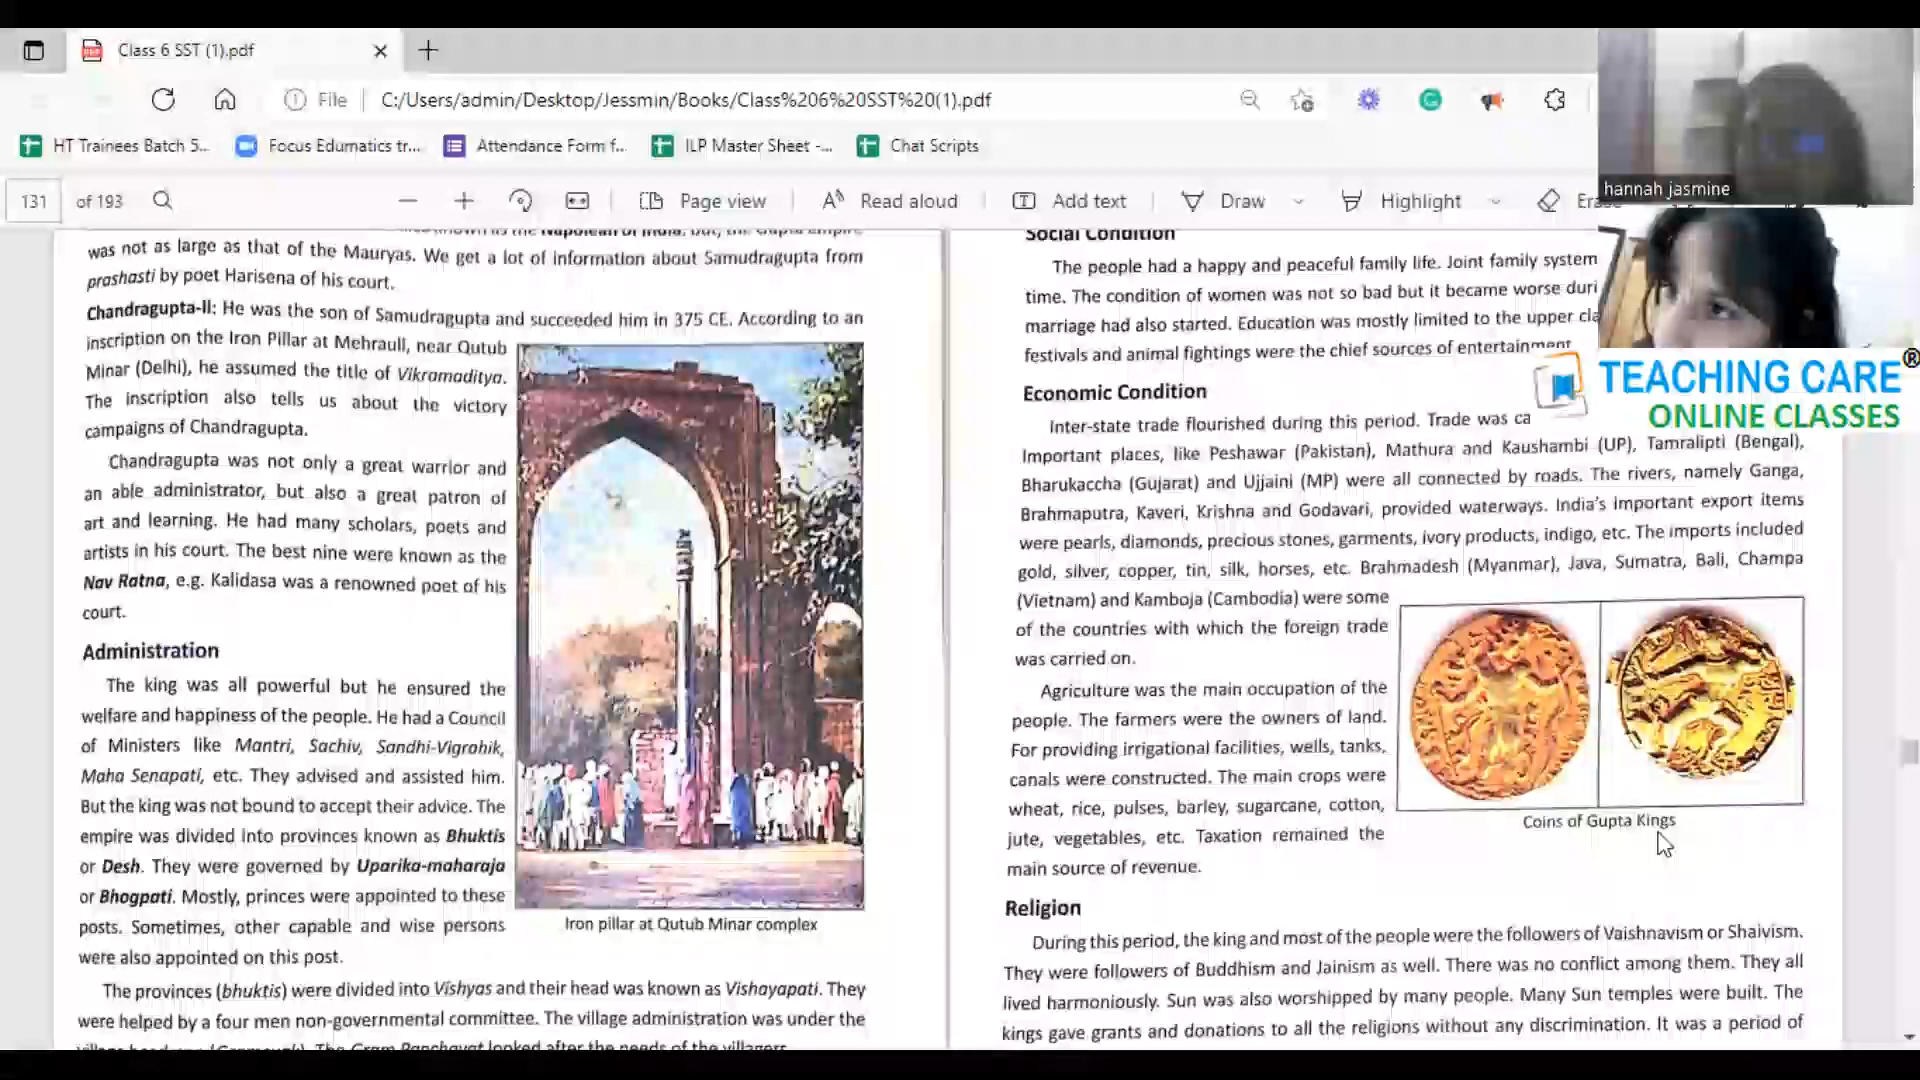 Class 6 SST (1).pdf
File C:/Users/admin/Desktop/Jessmin/Books/Class%206%20SST%20(1).pdf
HT Trainees Batch 5... Focus Edumatics tr... Attendance Form f... ILP Master Sheet -... Chat Scripts
hannah jasmine
131 of 193 Page view Read aloud Add text Draw Highlight
was not as large as that of the Mauryas. We get a lot of information about Samudragupta from
prashasti by poet Harisena of his court.
Chandragupta-II: He was the son of Samudragupta and succeeded him in 375 CE. According to an
inscription on the Iron Pillar at Mehrauli, near Qutub
Minar (Delhi), he assumed the title of Vikramaditya.
The inscription also tells us about the victory
campaigns of Chandragupta.
Chandragupta was not only a great warrior and
an able administrator, but also a great patron of
art and learning. He had many scholars, poets and
artists in his court. The best nine were known as the
Nav Ratna, e.g. Kalidasa was a renowned poet of his
court.
Administration
The king was all powerful but he ensured the
welfare and happiness of the people. He had a Council
of Ministers like Mantri, Sachiv, Sandhi-Vigrahik,
Maha Senapati, etc. They advised and assisted him.
But the king was not bound to accept their advice. The
empire was divided into provinces known as Bhuktis
or Desh. They were governed by Uparika-maharaja
or Bhogpati. Mostly, princes were appointed to these
posts. Sometimes, other capable and wise persons
were also appointed on this post.
Iron pillar at Qutub Minar complex
The provinces (bhuktis) were divided into Vishyas and their head was known as Vishayapati. They
were helped by a four men non-governmental committee. The village administration was under the
Social Condition
The people had a happy and peaceful family life. Joint family system
time. The condition of women was not so bad but it became worse duri
marriage had also started. Education was mostly limited to the upper cla
festivals and animal fightings were the chief sources of entertainment
TEACHING CARE®
ONLINE CLASSES
Economic Condition
Inter-state trade flourished during this period. Trade was ca
Important places, like Peshawar (Pakistan), Mathura and Kaushambi (UP), Tamralipti (Bengal),
Bharukaccha (Gujarat) and Ujjaini (MP) were all connected by roads. The rivers, namely Ganga,
Brahmaputra, Kaveri, Krishna and Godavari, provided waterways. India's important export items
were pearls, diamonds, precious stones, garments, ivory products, indigo, etc. The imports included
gold, silver, copper, tin, silk, horses, etc. Brahmadesh (Myanmar), Java, Sumatra, Bali, Champa
(Vietnam) and Kamboja (Cambodia) were some
of the countries with which the foreign trade
was carried on.
Agriculture was the main occupation of the
people. The farmers were the owners of land.
For providing irrigational facilities, wells, tanks,
canals were constructed. The main crops were
wheat, rice, pulses, barley, sugarcane, cotton,
jute, vegetables, etc. Taxation remained the
main source of revenue.
Coins of Gupta Kings
Religion
During this period, the king and most of the people were the followers of Vaishnavism or Shaivism.
They were followers of Buddhism and Jainism as well. There was no conflict among them. They all
lived harmoniously. Sun was also worshipped by many people. Many Sun temples were built. The
kings gave grants and donations to all the religions without any discrimination. It was a period of